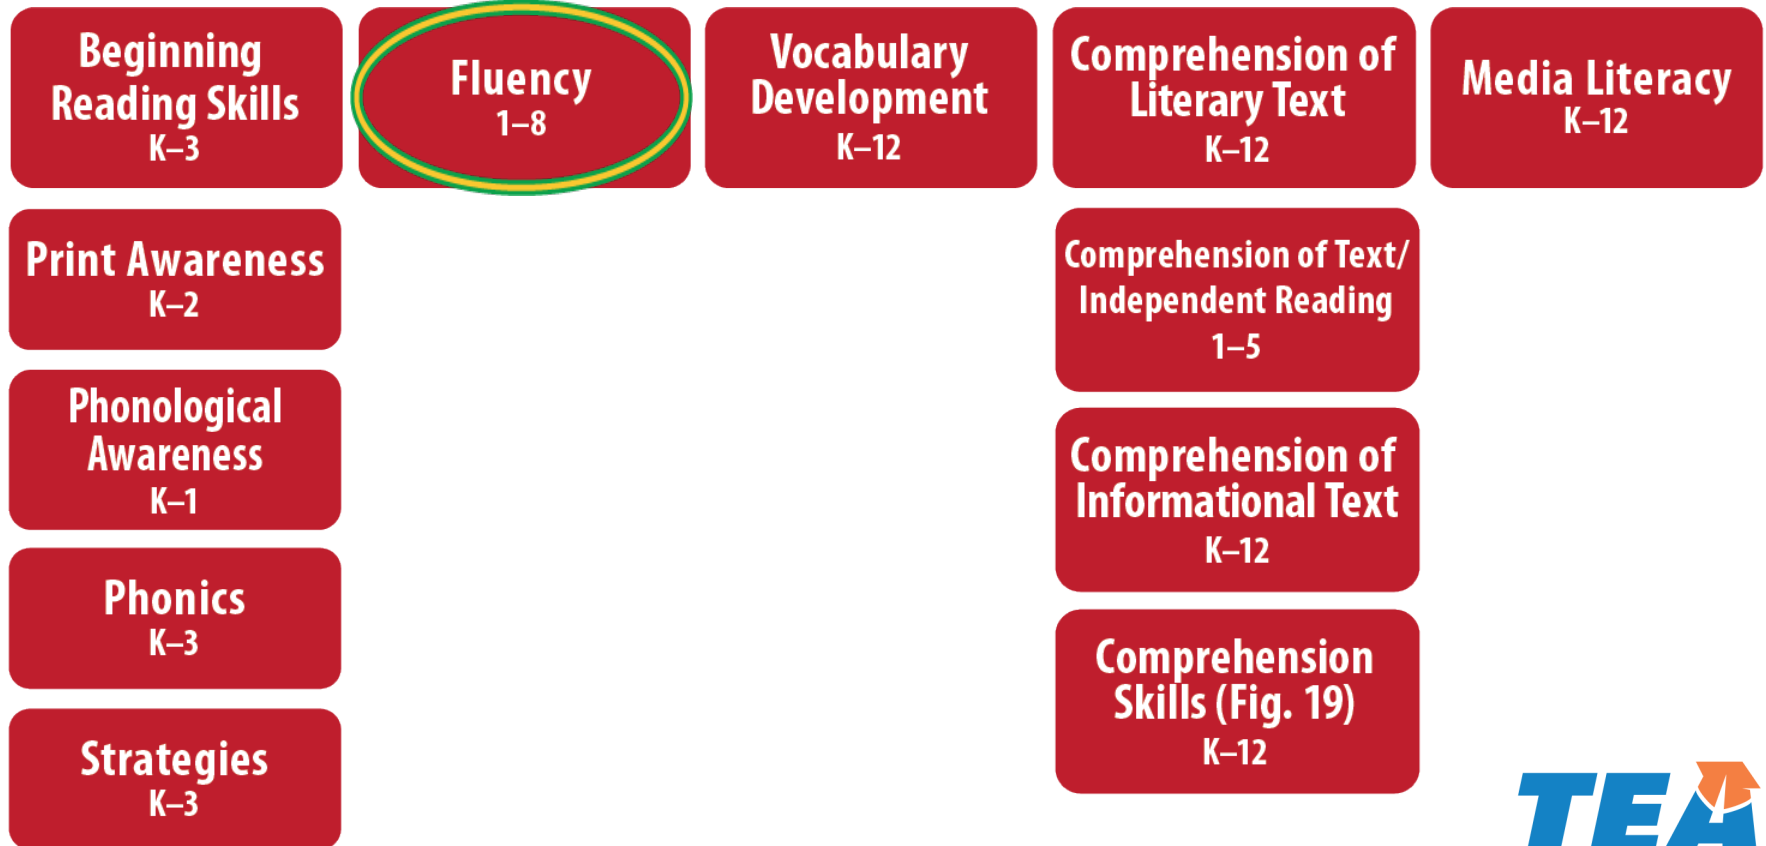 Beginning
Reading Skills
K–3
Fluency
1–8
Vocabulary
Development
K–12
Comprehension of
Literary Text
K–12
Media Literacy
K–12
Print Awareness
K–2
Phonological
Awareness
K–1
Phonics
K–3
Strategies
K–3
Comprehension of Text/
Independent Reading
1–5
Comprehension of
Informational Text
K–12
Comprehension
Skills (Fig. 19)
K–12
TEA